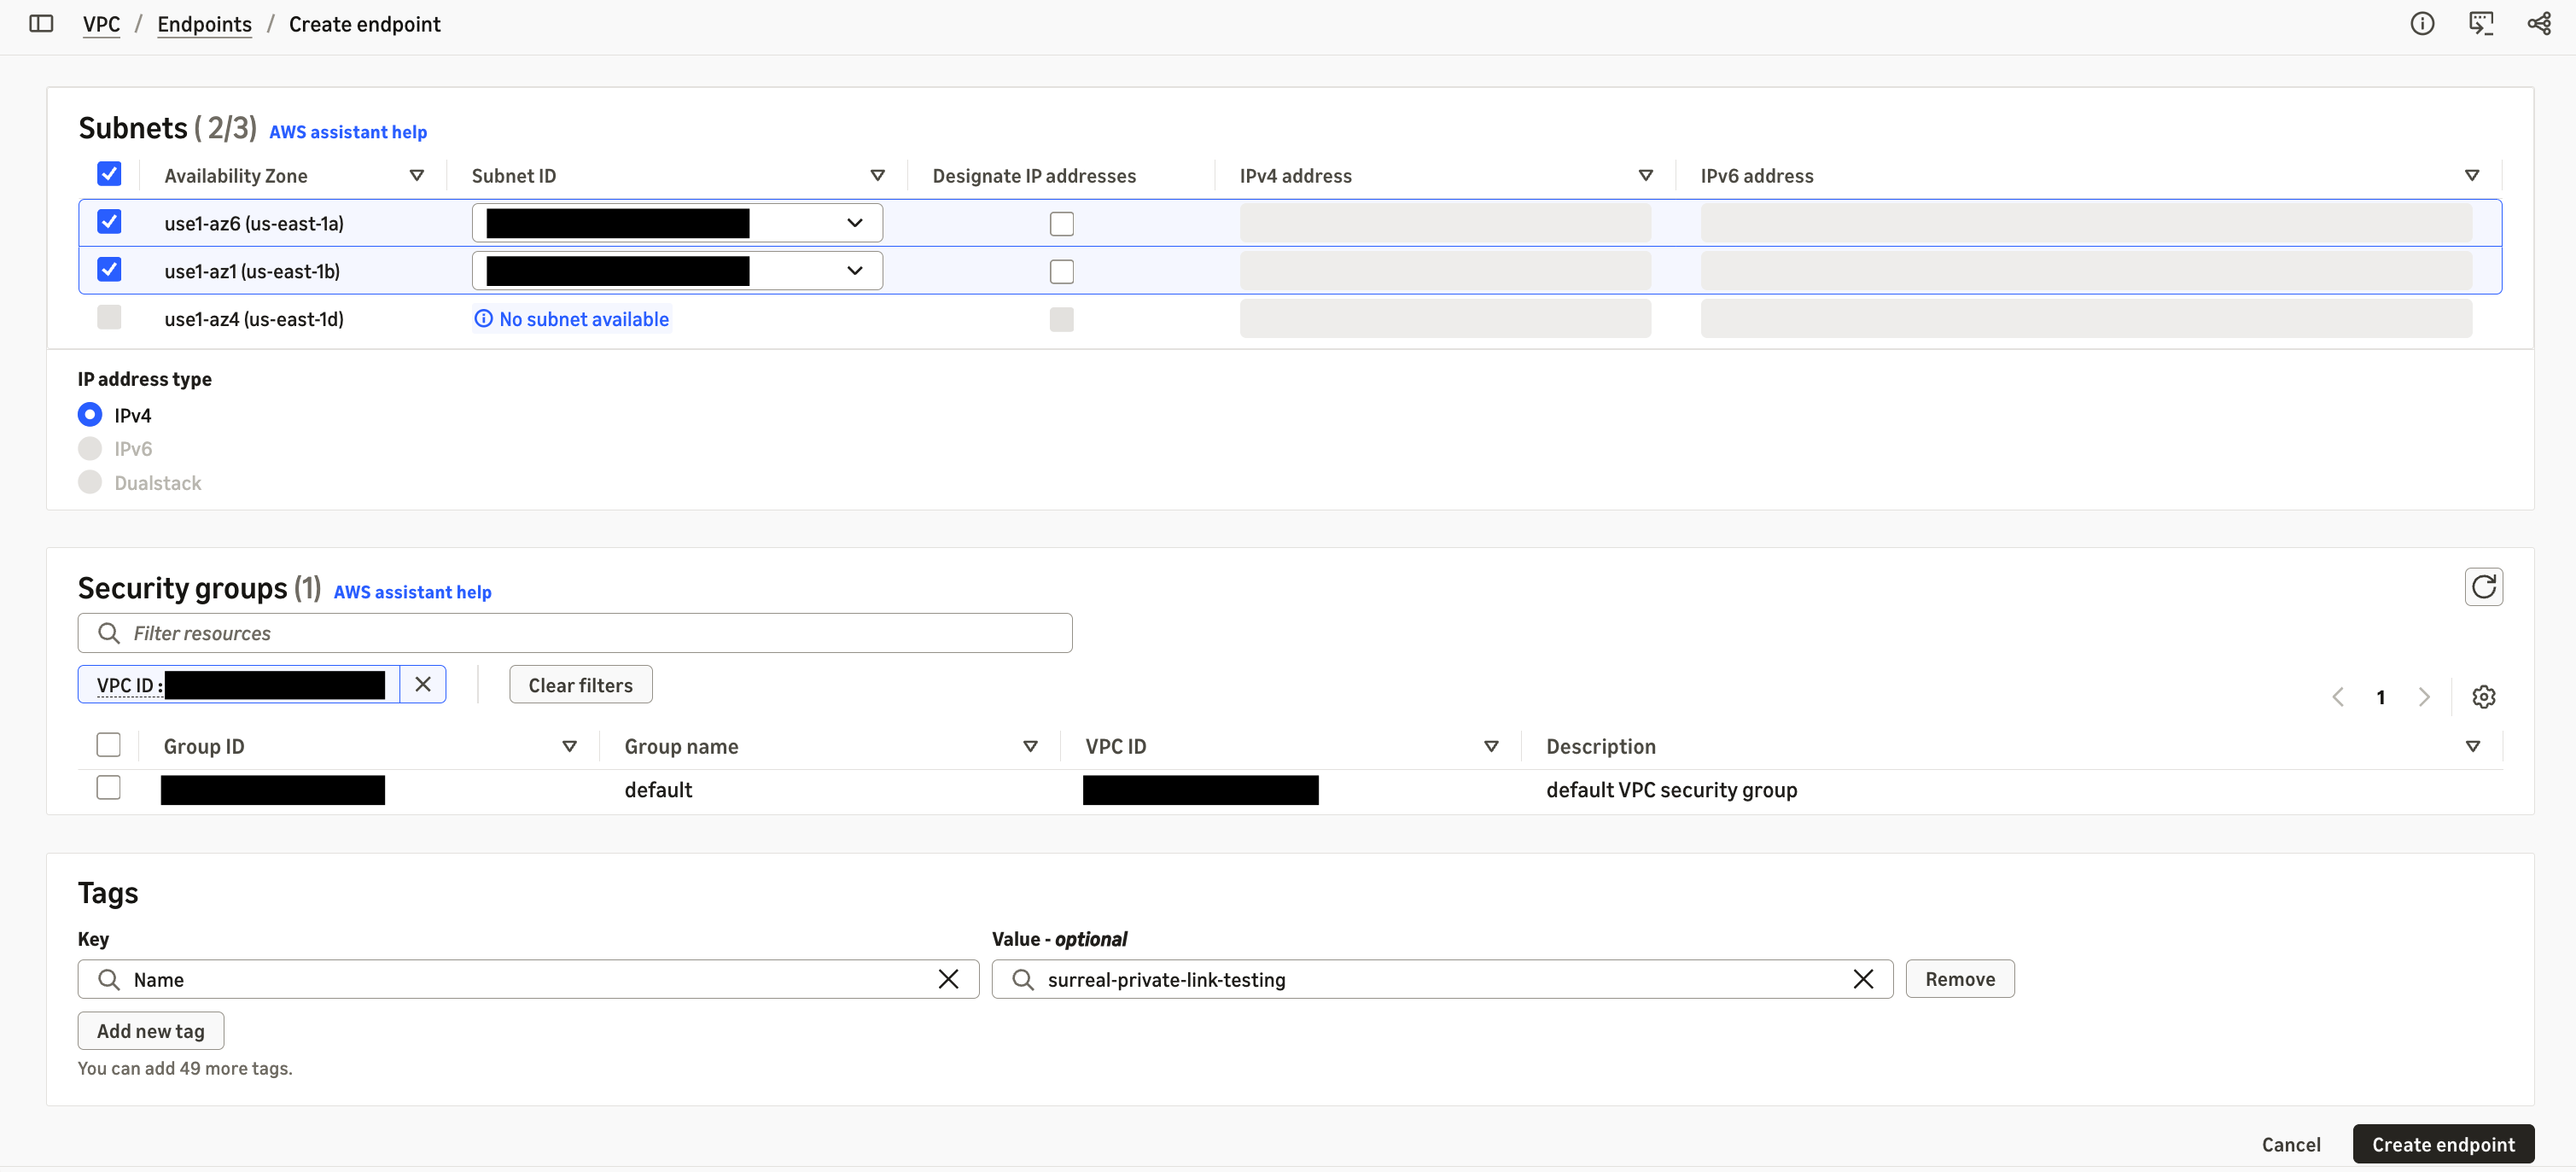 VPC / Endpoints / Create endpoint
Subnets ( 2/3) AWS assistant help
Availability Zone Subnet ID Designate IP addresses IPv4 address IPv6 address
use1-az6 (us-east-1a)
use1-az1 (us-east-1b)
use1-az4 (us-east-1d) No subnet available
IP address type
IPv4
IPv6
Dualstack
Security groups (1) AWS assistant help
Filter resources
VPC ID : Clear filters
1
Group ID Group name VPC ID Description
default default VPC security group
Tags
Key Value - optional
Name surreal-private-link-testing Remove
Add new tag
You can add 49 more tags.
Cancel Create endpoint